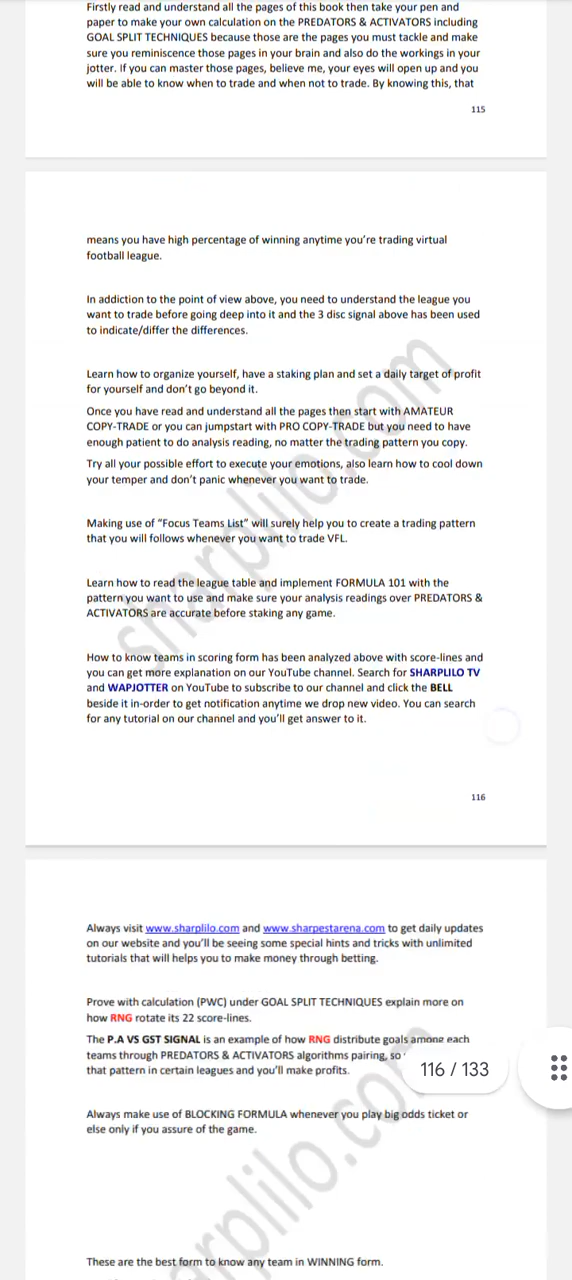 Firstly read and understand all the pages of this book then take your pen and
paper to make your own calculation on the PREDATORS & ACTIVATORS including
GOAL SPLIT TECHNIQUES because those are the pages you must tackle and make
sure you reminiscence those pages in your brain and also do the workings in your
jotter. If you can master those pages, believe me, your eyes will open up and you
will be able to know when to trade and when not to trade. By knowing this, that
115
means you have high percentage of winning anytime you're trading virtual
football league.
In addiction to the point of view above, you need to understand the league you
want to trade before going deep into it and the 3 disc signal above has been used
to indicate/differ the differences.
Learn how to organize yourself, have a staking plan and set a daily target of profit
for yourself and don't go beyond it.
Once you have read and understand all the pages then start with AMATEUR
COPY-TRADE or you can jumpstart with PRO COPY-TRADE but you need to have
enough patient to do analysis reading, no matter the trading pattern you copy.
Try all your possible effort to execute your emotions, also learn how to cool down
your temper and don't panic whenever you want to trade.
Making use of "Focus Teams List" will surely help you to create a trading pattern
that you will follows whenever you want to trade VFL.
Learn how to read the league table and implement FORMULA 101 with the
pattern you want to use and make sure your analysis readings over PREDATORS &
ACTIVATORS are accurate before staking any game.
How to know teams in scoring form has been analyzed above with score-lines and
you can get more explanation on our YouTube channel. Search for SHARPLILO TV
and WAPJOTTER on YouTube to subscribe to our channel and click the BELL
beside it in-order to get notification anytime we drop new video. You can search
for any tutorial on our channel and you'll get answer to it.
sharplilo.com
116
Always visit www.sharplilo.com and www.sharpestarena.com to get daily updates
on our website and you'll be seeing some special hints and tricks with unlimited
tutorials that will helps you to make money through betting.
Prove with calculation (PWC) under GOAL SPLIT TECHNIQUES explain more on
how RNG rotate its 22 score-lines.
The P.A VS GST SIGNAL is an example of how RNG distribute goals among each
teams through PREDATORS & ACTIVATORS algorithms pairing, so
that pattern in certain leagues and you'll make profits.
116 / 133
Always make use of BLOCKING FORMULA whenever you play big odds ticket or
else only if you assure of the game.
These are the best form to know any team in WINNING form.
arplilo.com